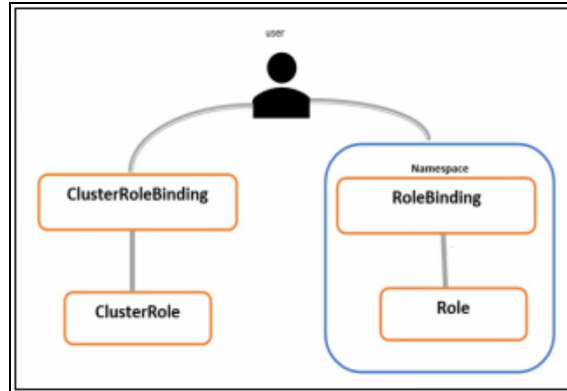 user
Namespace
ClusterRoleBinding
RoleBinding
ClusterRole
Role